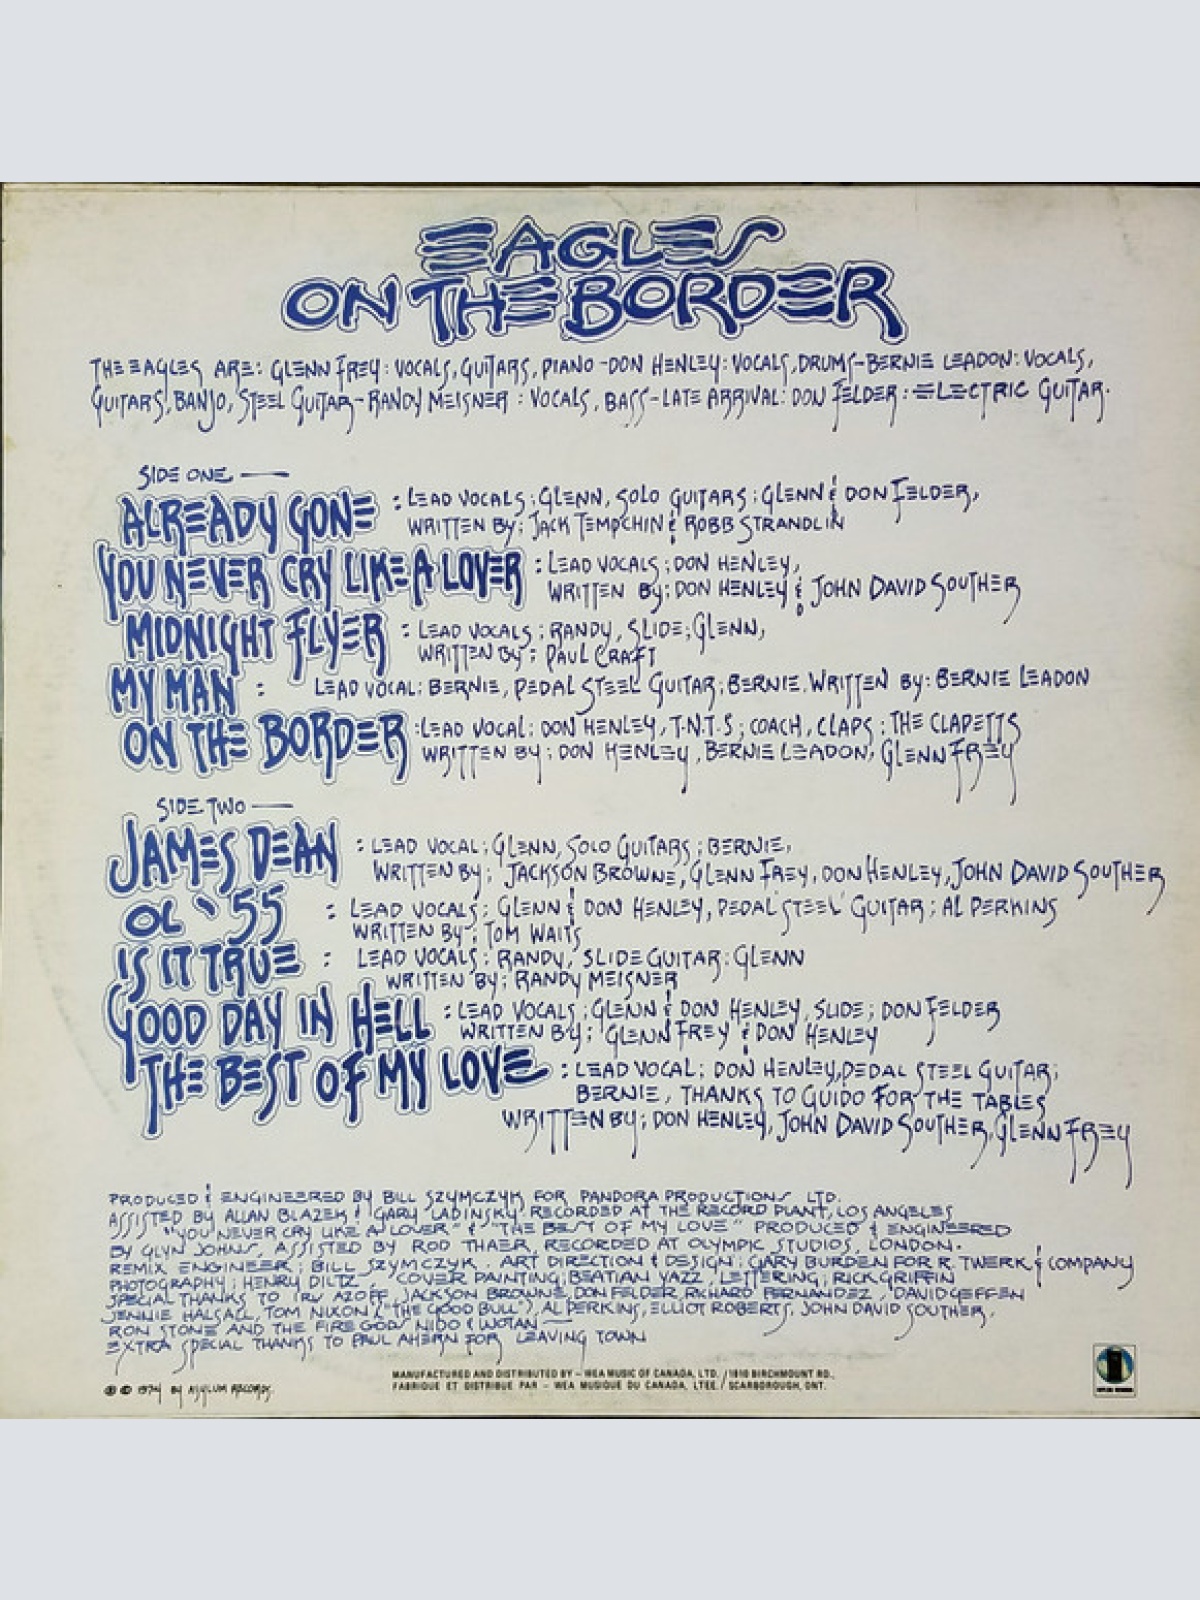 EAGLES
ON THE BORDER
THE EAGLES ARE: GLENN FREY: VOCALS, GUITARS, PIANO - DON HENLEY: VOCALS, DRUMS - BERNIE LEADON: VOCALS,
GUITARS, BANJO, STEEL GUITAR - RANDY MEISNER: VOCALS, BASS - LATE ARRIVAL: DON FELDER: ELECTRIC GUITAR.
SIDE ONE —
ALREADY GONE : LEAD VOCALS; GLENN, SOLO GUITARS; GLENN & DON FELDER,
WRITTEN BY; JACK TEMPCHIN & ROBB STRANDLIN
YOU NEVER CRY LIKE A LOVER : LEAD VOCALS; DON HENLEY,
WRITTEN BY; DON HENLEY & JOHN DAVID SOUTHER
MIDNIGHT FLYER : LEAD VOCALS; RANDY, SLIDE; GLENN,
WRITTEN BY; PAUL CRAFT
MY MAN : LEAD VOCAL; BERNIE, PEDAL STEEL GUITAR; BERNIE. WRITTEN BY: BERNIE LEADON
ON THE BORDER : LEAD VOCAL: DON HENLEY, T.N.T.S; COACH, CLAPS; THE CLAPETTS
WRITTEN BY; DON HENLEY, BERNIE LEADON, GLENN FREY
SIDE TWO —
JAMES DEAN : LEAD VOCAL; GLENN, SOLO GUITARS; BERNIE,
WRITTEN BY; JACKSON BROWNE, GLENN FREY, DON HENLEY, JOHN DAVID SOUTHER
OL '55 : LEAD VOCALS; GLENN & DON HENLEY, PEDAL STEEL GUITAR; AL PERKINS
WRITTEN BY; TOM WAITS
IS IT TRUE : LEAD VOCALS; RANDY, SLIDE GUITAR: GLENN
WRITTEN BY; RANDY MEISNER
GOOD DAY IN HELL : LEAD VOCALS; GLENN & DON HENLEY, SLIDE; DON FELDER
WRITTEN BY; GLENN FREY & DON HENLEY
THE BEST OF MY LOVE : LEAD VOCAL; DON HENLEY, PEDAL STEEL GUITAR;
BERNIE, THANKS TO GUIDO FOR THE TABLES
WRITTEN BY; DON HENLEY, JOHN DAVID SOUTHER, GLENN FREY
PRODUCED & ENGINEERED BY BILL SZYMCZYK FOR PANDORA PRODUCTIONS LTD.
ASSISTED BY ALLAN BLAZEK & GARY LADINSKY. RECORDED AT THE RECORD PLANT, LOS ANGELES
"YOU NEVER CRY LIKE A LOVER" & "THE BEST OF MY LOVE" PRODUCED & ENGINEERED
BY GLYN JOHNS, ASSISTED BY ROD THAER, RECORDED AT OLYMPIC STUDIOS, LONDON.
REMIX ENGINEER; BILL SZYMCZYK. ART DIRECTION & DESIGN: GARY BURDEN FOR R. TWERK & COMPANY
PHOTOGRAPHY; HENRY DILTZ, COVER PAINTING; BEATIAN YAZZ, LETTERING; RICK GRIFFIN
SPECIAL THANKS TO IRV AZOFF, JACKSON BROWNE, DON FELDER, RICHARD FERNANDEZ, DAVID GEFFEN
JENNIE HALSALL, TOM NIXON ("THE GOOD BULL"), AL PERKINS, ELLIOT ROBERTS, JOHN DAVID SOUTHER,
RON STONE AND THE FIRE GODS NIDO & WOTAN —
EXTRA SPECIAL THANKS TO PAUL AHERN FOR LEAVING TOWN
℗ © 1974 BY ASYLUM RECORDS.
MANUFACTURED AND DISTRIBUTED BY – WEA MUSIC OF CANADA, LTD. / 1810 BIRCHMOUNT RD.,
FABRIQUE ET DISTRIBUE PAR – WEA MUSIQUE DU CANADA, LTEE. / SCARBOROUGH, ONT.